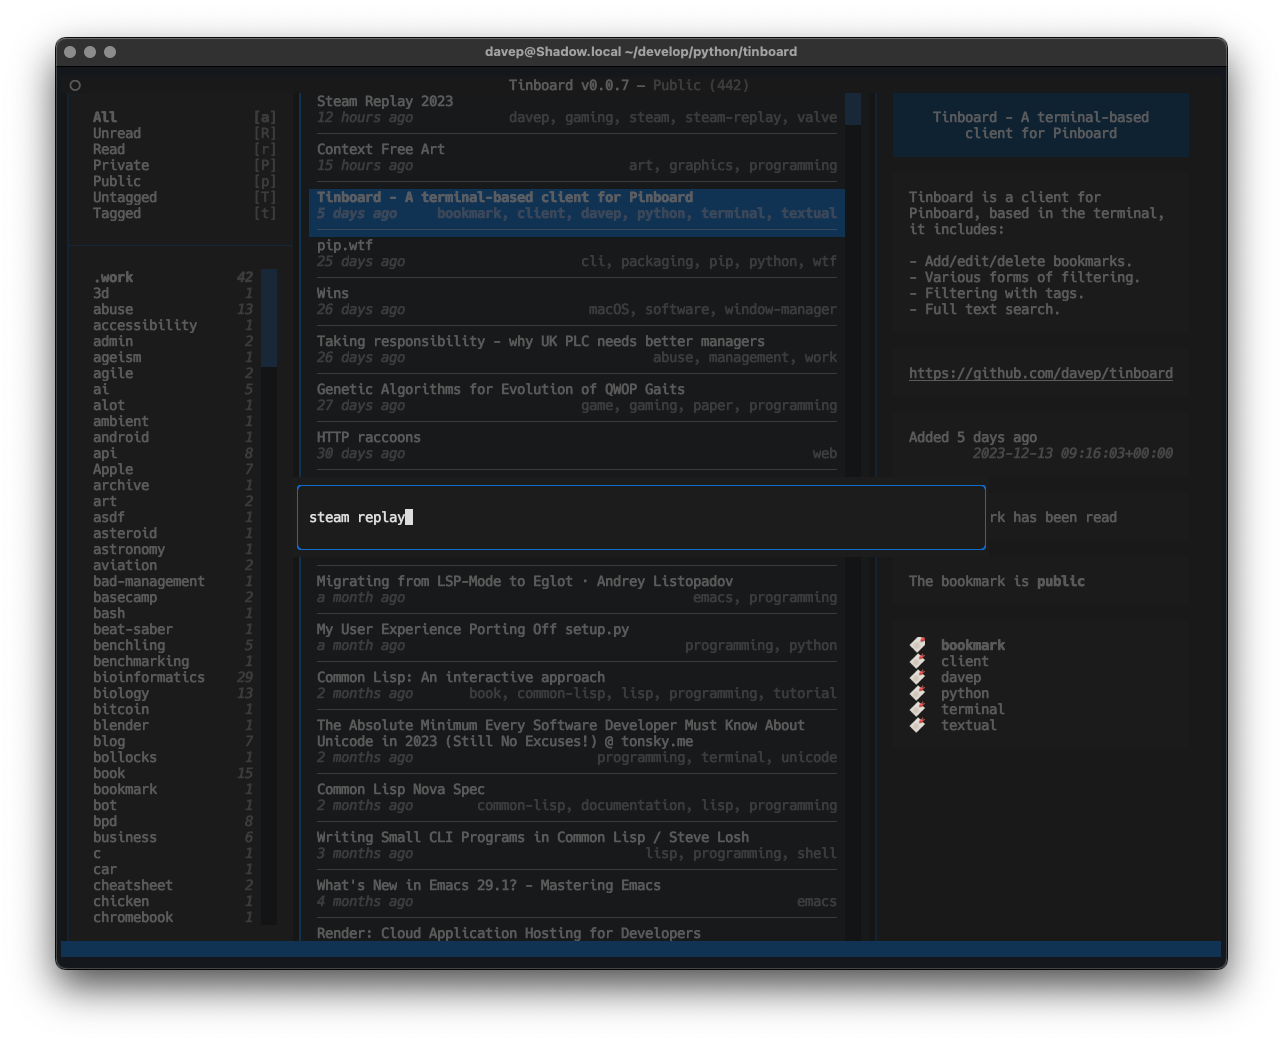 davep@Shadow.local ~/develop/python/tinboard
Tinboard v0.0.7 — Public (442)
All [a]
Unread [R]
Read [r]
Private [P]
Public [p]
Untagged [T]
Tagged [t]
.work 42
3d 1
abuse 13
accessibility 1
admin 2
ageism 1
agile 2
ai 5
alot 1
ambient 1
android 1
api 8
Apple 7
archive 1
art 2
asdf 1
asteroid 1
astronomy 1
aviation 2
bad-management 1
basecamp 2
bash 1
beat-saber 1
benchling 5
benchmarking 1
bioinformatics 29
biology 13
bitcoin 1
blender 1
blog 7
bollocks 1
book 15
bookmark 1
bot 1
bpd 8
business 6
c 1
car 1
cheatsheet 2
chicken 1
chromebook 1
Steam Replay 2023
12 hours ago davep, gaming, steam, steam-replay, valve
Context Free Art
15 hours ago art, graphics, programming
Tinboard - A terminal-based client for Pinboard
5 days ago bookmark, client, davep, python, terminal, textual
pip.wtf
25 days ago cli, packaging, pip, python, wtf
Wins
26 days ago macOS, software, window-manager
Taking responsibility - why UK PLC needs better managers
26 days ago abuse, management, work
Genetic Algorithms for Evolution of QWOP Gaits
27 days ago game, gaming, paper, programming
HTTP raccoons
30 days ago web
steam replay
Migrating from LSP-Mode to Eglot · Andrey Listopadov
a month ago emacs, programming
My User Experience Porting Off setup.py
a month ago programming, python
Common Lisp: An interactive approach
2 months ago book, common-lisp, lisp, programming, tutorial
The Absolute Minimum Every Software Developer Must Know About
Unicode in 2023 (Still No Excuses!) @ tonsky.me
2 months ago programming, terminal, unicode
Common Lisp Nova Spec
2 months ago common-lisp, documentation, lisp, programming
Writing Small CLI Programs in Common Lisp / Steve Losh
3 months ago lisp, programming, shell
What's New in Emacs 29.1? - Mastering Emacs
4 months ago emacs
Render: Cloud Application Hosting for Developers
Tinboard - A terminal-based
client for Pinboard
Tinboard is a client for
Pinboard, based in the terminal,
it includes:
- Add/edit/delete bookmarks.
- Various forms of filtering.
- Filtering with tags.
- Full text search.
https://github.com/davep/tinboard
Added 5 days ago
2023-12-13 09:16:03+00:00
rk has been read
The bookmark is public
bookmark
client
davep
python
terminal
textual